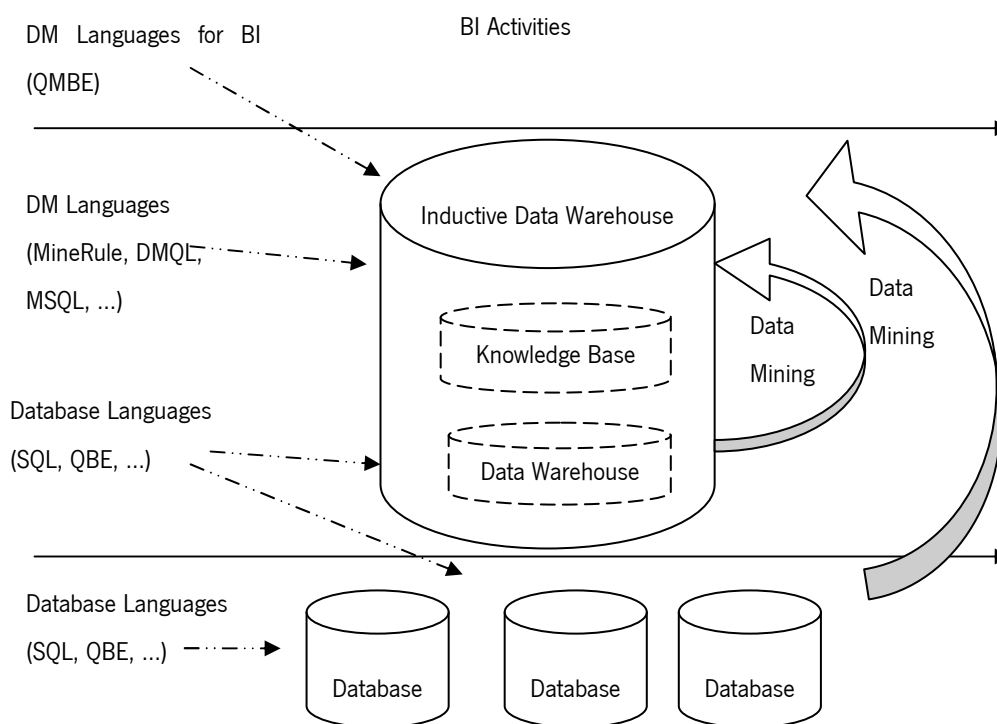 DM Languages for BI
(QMBE)
BI Activities
DM Languages
(MineRule, DMQL,
MSQL, ...)
Inductive Data Warehouse
Data
Mining
Data
Mining
Knowledge Base
Database Languages
(SQL, QBE, ...)
Data Warehouse
Database Languages
(SQL, QBE, ...)
Database
Database
Database